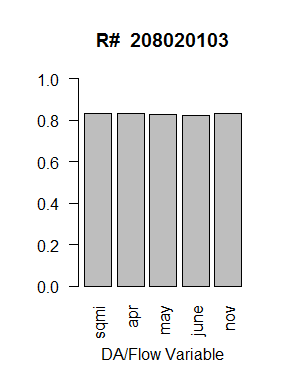 R# 208020103
1.0
0.8
0.6
0.4
0.2
0.0
sqmi
apr
may
june
nov
DA/Flow Variable